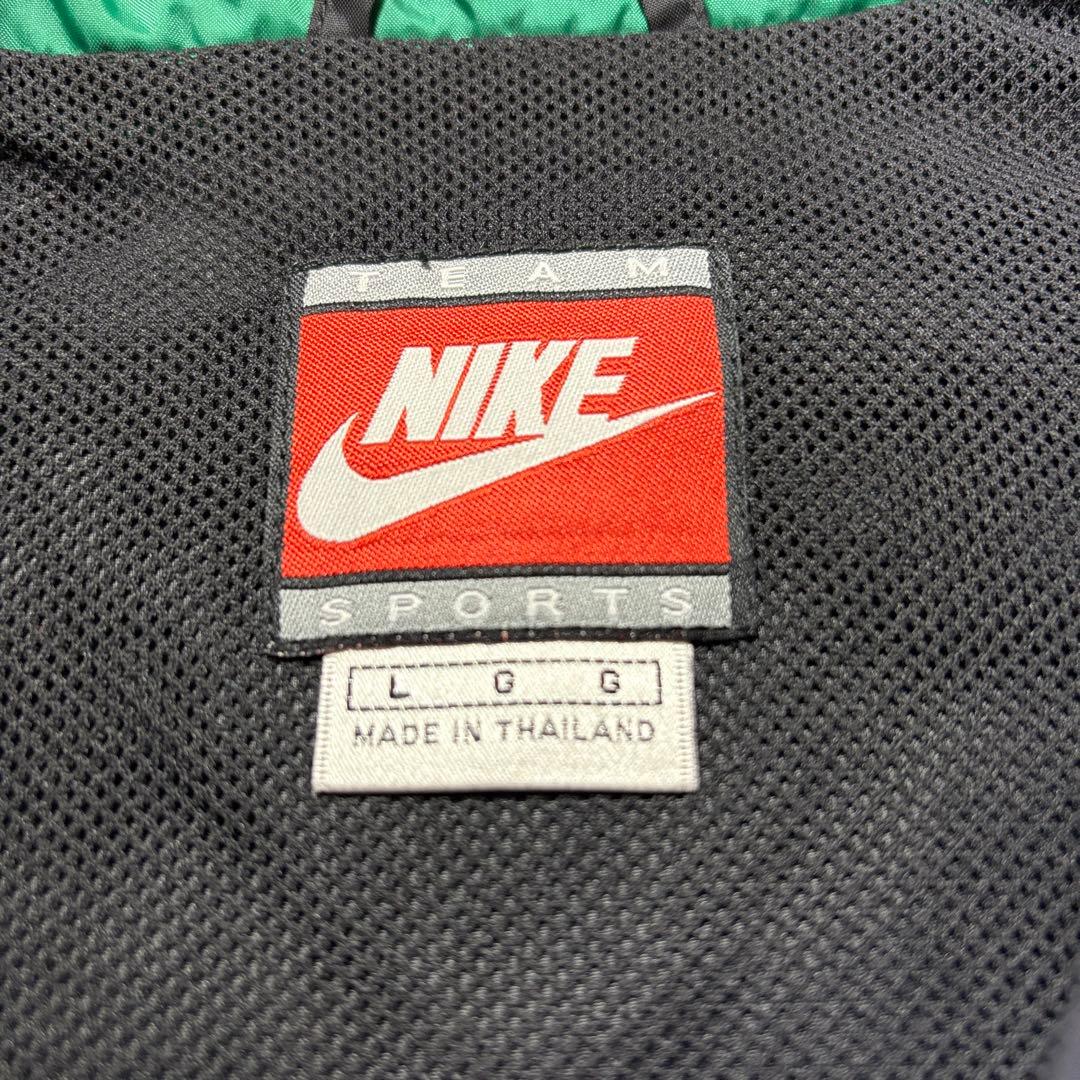 TEAM
NIKE
SPORTS
L G G
MADE IN THAILAND